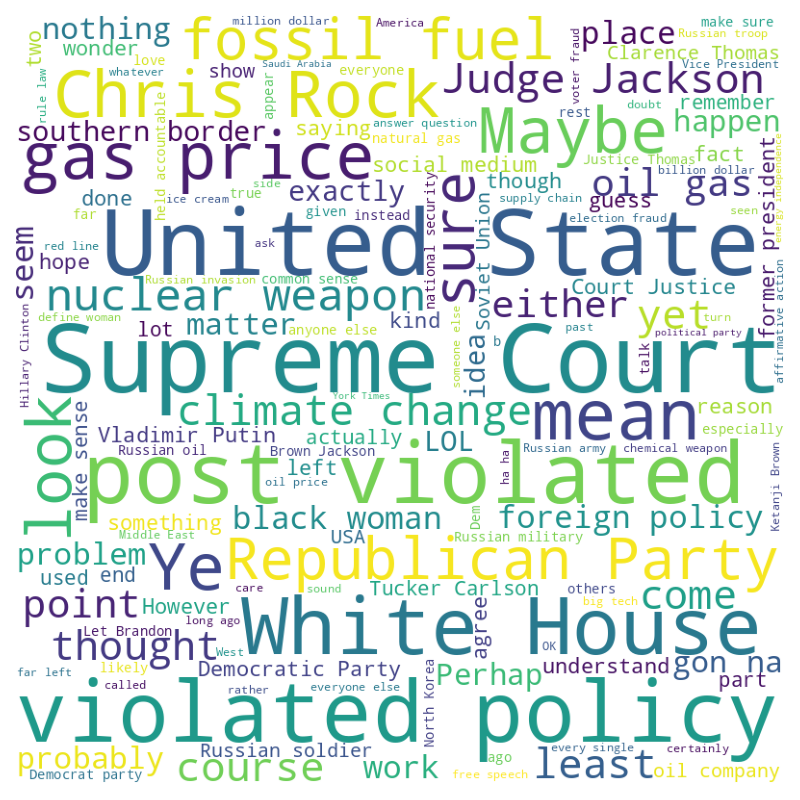 million dollar
America
make sure
nothing
fossil fuel
place
Russian troop
two
wonder
love
Clarence Thomas
Vice President
whatever
Saudi Arabia
rule law
Chris Rock
show
appear
everyone
Judge Jackson
voter fraud
rest
doubt
remember
southern border
saying
answer question
Maybe
happen
gas price
held accountable
natural gas
social medium
Justice Thomas
fact
billion dollar
energy independence
side
true
done
ice cream
exactly
though
oil gas
former president
far
given
instead
national security
sure
supply chain
guess
election fraud
seen
red line
United State
seem
hope
ask
Soviet Union
Russian invasion
common sense
Court Justice
nuclear weapon
either
yet
affirmative action
define woman
lot
matter
anyone else
kind
someone else
idea
b
past
talk
turn
political party
Hillary Clinton
Supreme Court
look
York Times
climate change
mean
reason
make sense
Vladimir Putin
actually
LOL
especially
Russian oil
Brown Jackson
left
Russian army
chemical weapon
ha ha
oil price
post violated
Ketanji Brown
something
black woman
Dem
foreign policy
Middle East
USA
Russian military
problem
Ye
Republican Party
used
end
care
sound
Tucker Carlson
others
come
point
However
big tech
Let Brandon
long ago
White House
agree
OK
thought
West
far left
likely
Democratic Party
North Korea
Perhap
understand
gon na
part
called
rather
everyone else
violated policy
probably
Russian soldier
ago
every single
certainly
Democrat party
course
work
free speech
least
oil company